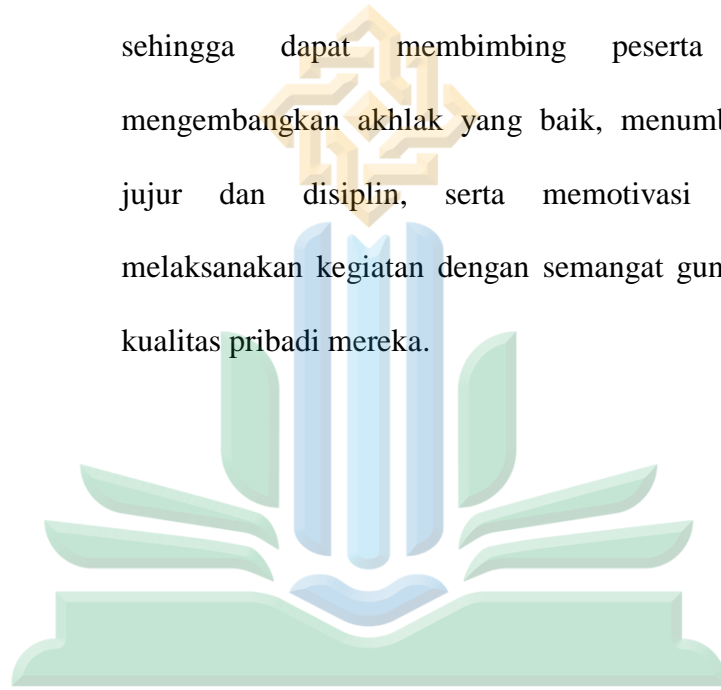 sehingga dapat membimbing peserta
mengembangkan akhlak yang baik, menumb
jujur dan disiplin, serta memotivasi
melaksanakan kegiatan dengan semangat gun
kualitas pribadi mereka.